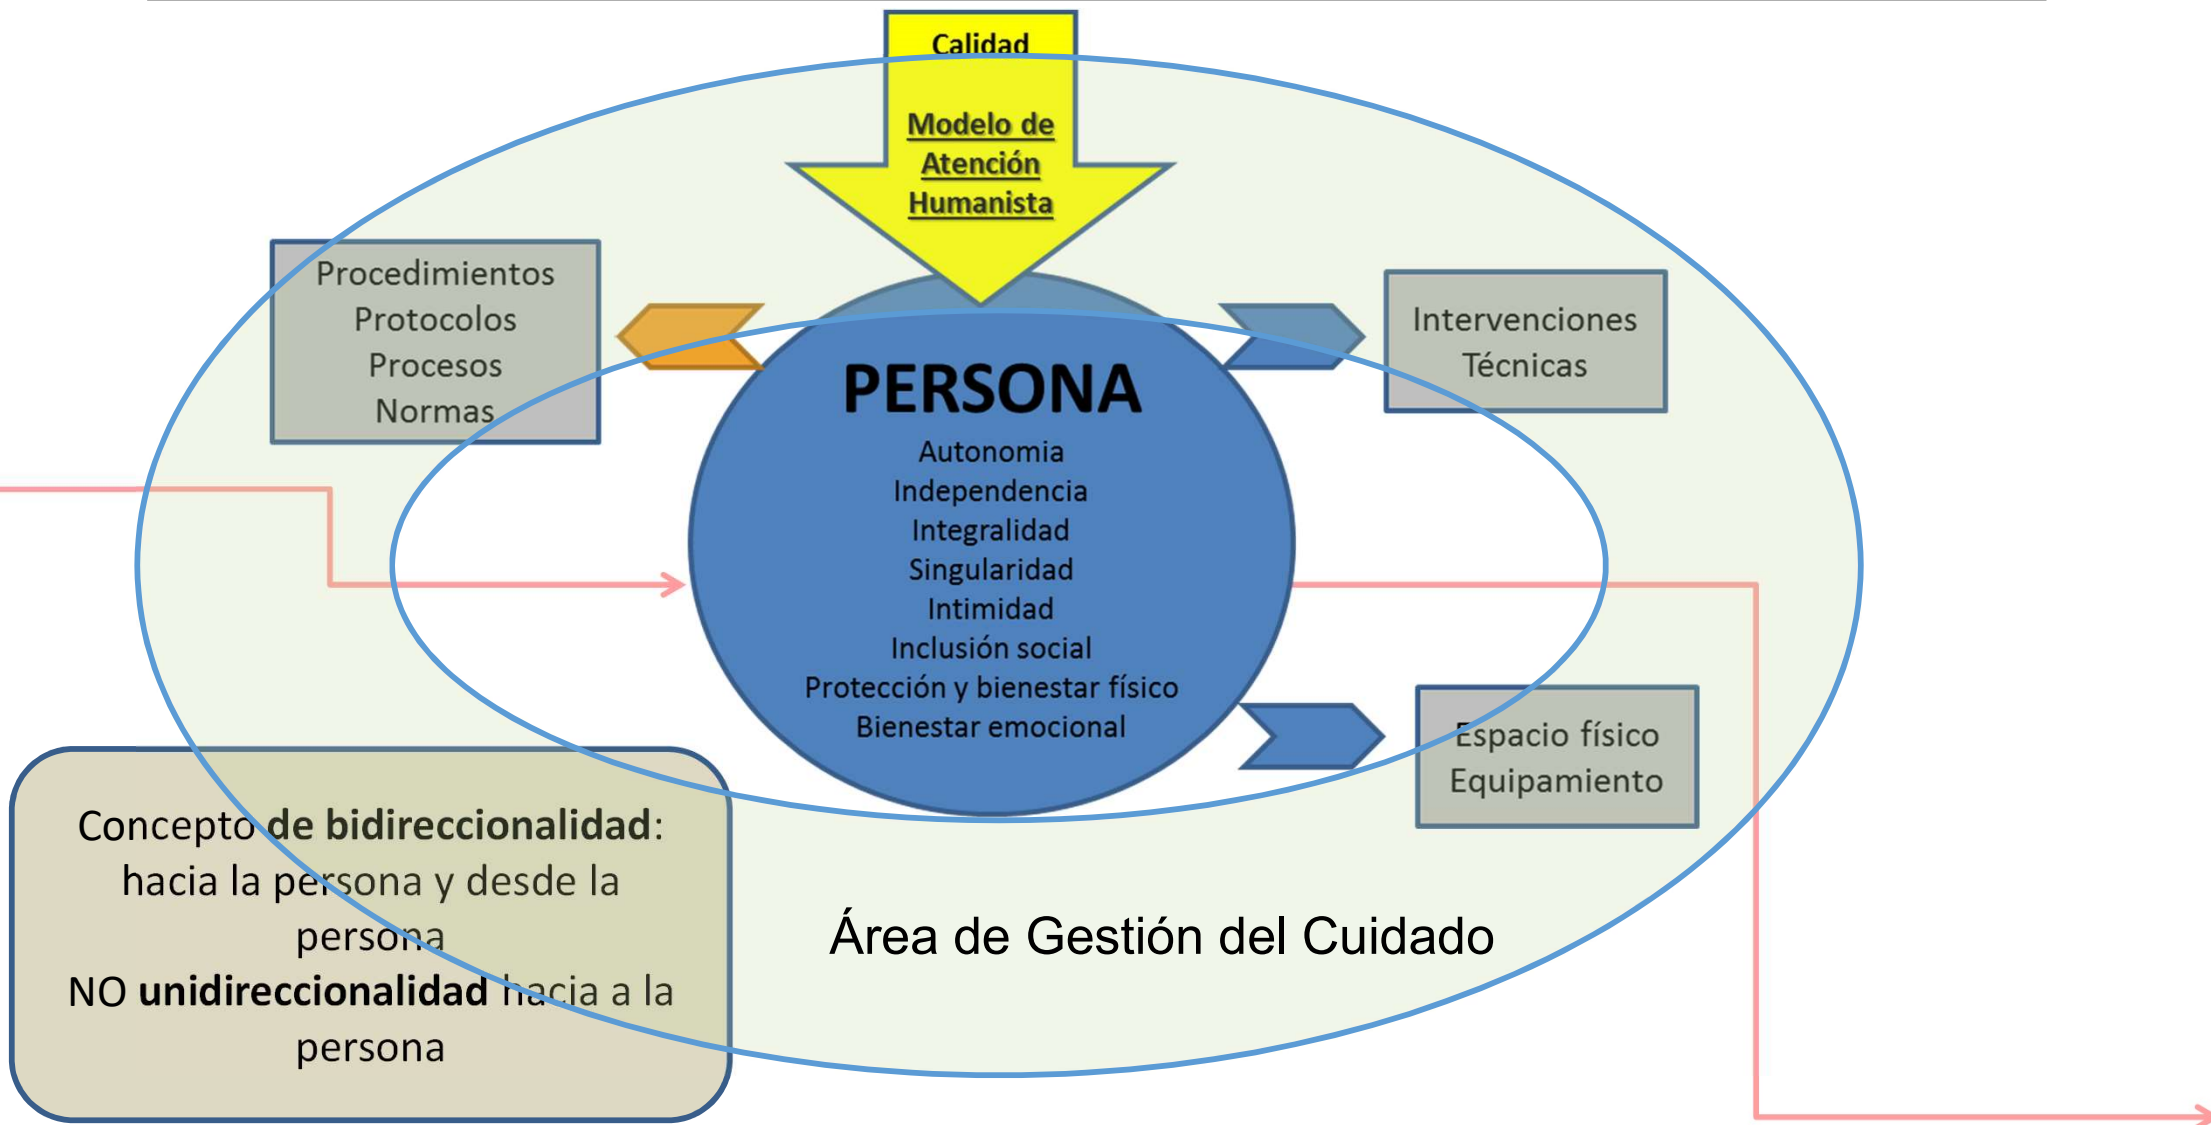 Calidad
Modelo de
Atención
Humanista
Procedimientos
Protocolos
Procesos
Normas
Intervenciones
Técnicas
PERSONA
Autonomia
Independencia
Integralidad
Singularidad
Intimidad
Inclusión social
Protección y bienestar físico
Bienestar emocional
Espacio físico
Equipamiento
Concepto de bidireccionalidad:
hacia la persona y desde la
persona
NO unidireccionalidad hacia a la
persona
Área de Gestión del Cuidado